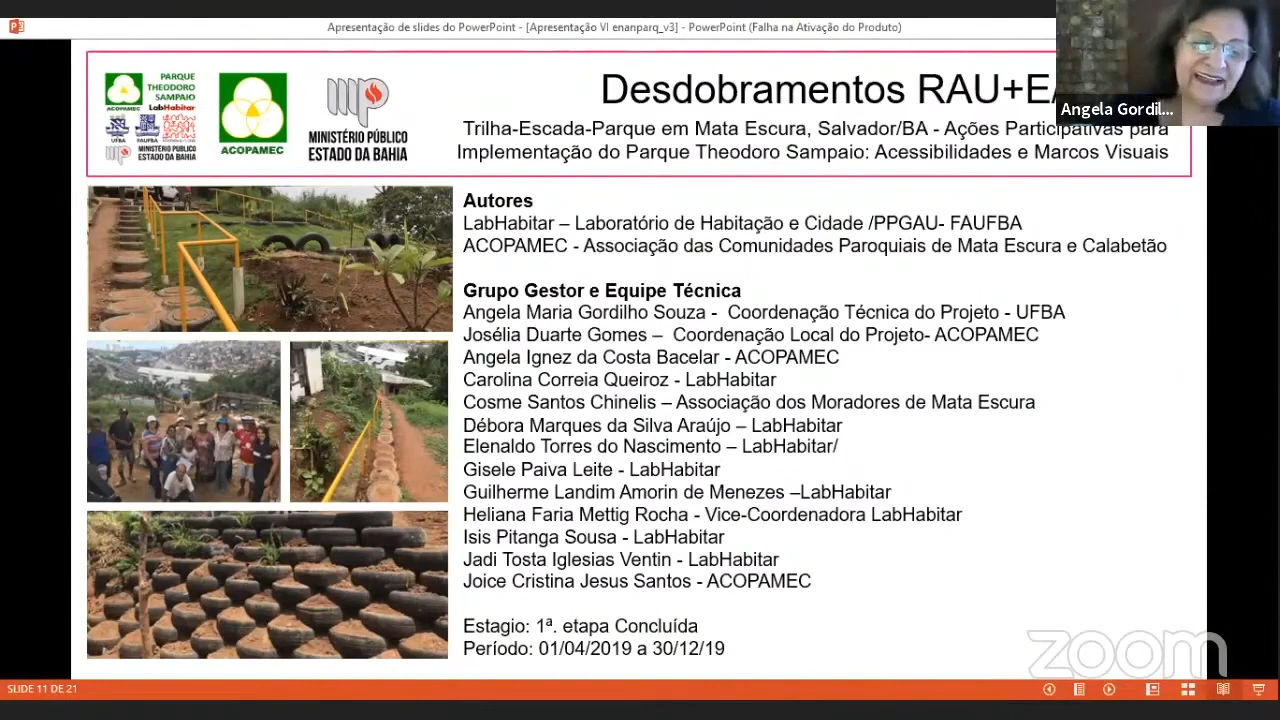 Apresentação de slides do PowerPoint - [Apresentação VI enanparq_v3] - PowerPoint (Falha na Ativação do Produto)
Angela Gordil...
ACOPAMEC
PARQUE
THEODORO
SAMPAIO
LabHabitar
UFBA
FAUFBA
MINISTÉRIO PÚBLICO
ESTADO DA BAHIA
ACOPAMEC
MINISTÉRIO PÚBLICO
ESTADO DA BAHIA
Desdobramentos RAU+E
Trilha-Escada-Parque em Mata Escura, Salvador/BA - Ações Participativas para
Implementação do Parque Theodoro Sampaio: Acessibilidades e Marcos Visuais
Autores
LabHabitar – Laboratório de Habitação e Cidade /PPGAU- FAUFBA
ACOPAMEC - Associação das Comunidades Paroquiais de Mata Escura e Calabetão
Grupo Gestor e Equipe Técnica
Angela Maria Gordilho Souza - Coordenação Técnica do Projeto - UFBA
Josélia Duarte Gomes – Coordenação Local do Projeto- ACOPAMEC
Angela Ignez da Costa Bacelar - ACOPAMEC
Carolina Correia Queiroz - LabHabitar
Cosme Santos Chinelis – Associação dos Moradores de Mata Escura
Débora Marques da Silva Araújo – LabHabitar
Elenaldo Torres do Nascimento – LabHabitar/
Gisele Paiva Leite - LabHabitar
Guilherme Landim Amorin de Menezes –LabHabitar
Heliana Faria Mettig Rocha - Vice-Coordenadora LabHabitar
Isis Pitanga Sousa - LabHabitar
Jadi Tosta Iglesias Ventin - LabHabitar
Joice Cristina Jesus Santos - ACOPAMEC
Estagio: 1ª. etapa Concluída
Período: 01/04/2019 a 30/12/19
zoom
SLIDE 11 DE 21